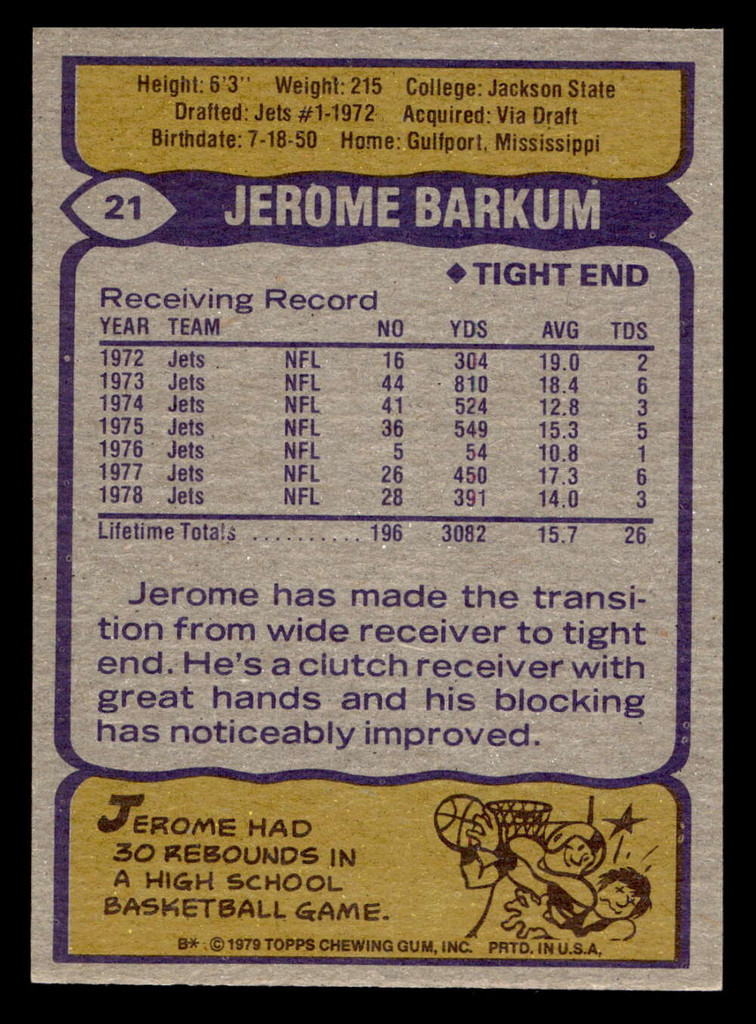 Height: 6'3" Weight: 215 College: Jackson State
Drafted: Jets #1-1972 Acquired: Via Draft
Birthdate: 7-18-50 Home: Gulfport, Mississippi
21 JEROME BARKUM
◆ TIGHT END
Receiving Record
YEAR TEAM NO YDS AVG TDS
1972 Jets NFL 16 304 19.0 2
1973 Jets NFL 44 810 18.4 6
1974 Jets NFL 41 524 12.8 3
1975 Jets NFL 36 549 15.3 5
1976 Jets NFL 5 54 10.8 1
1977 Jets NFL 26 450 17.3 6
1978 Jets NFL 28 391 14.0 3
Lifetime Totals .......... 196 3082 15.7 26
Jerome has made the transi-
tion from wide receiver to tight
end. He's a clutch receiver with
great hands and his blocking
has noticeably improved.
JEROME HAD
30 REBOUNDS IN
A HIGH SCHOOL
BASKETBALL GAME.
B* © 1979 TOPPS CHEWING GUM, INC. PRTD. IN U.S.A.